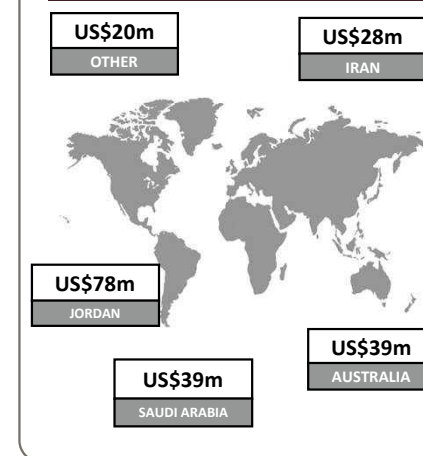 US$20m
OTHER
US$28m
IRAN
US$78m
JORDAN
US$39m
AUSTRALIA
US$39m
SAUDI ARABIA